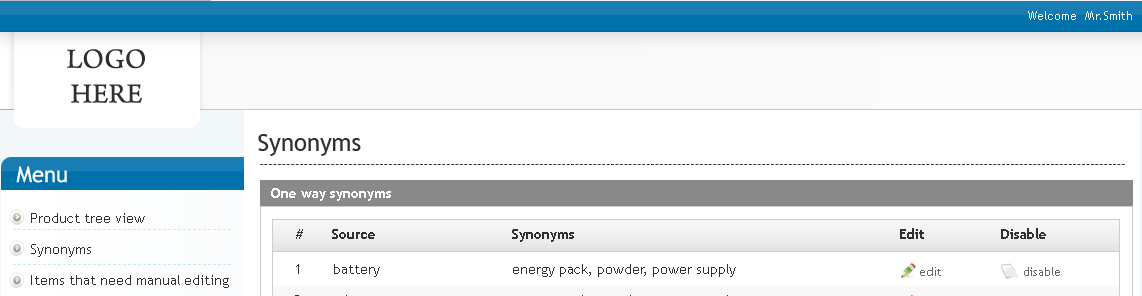 Welcome Mr.Smith
LOGO
HERE
Synonyms
Menu
One way synonyms
Product tree view
# Source Synonyms Edit Disable
Synonyms
1 battery energy pack, powder, power supply edit disable
Items that need manual editing